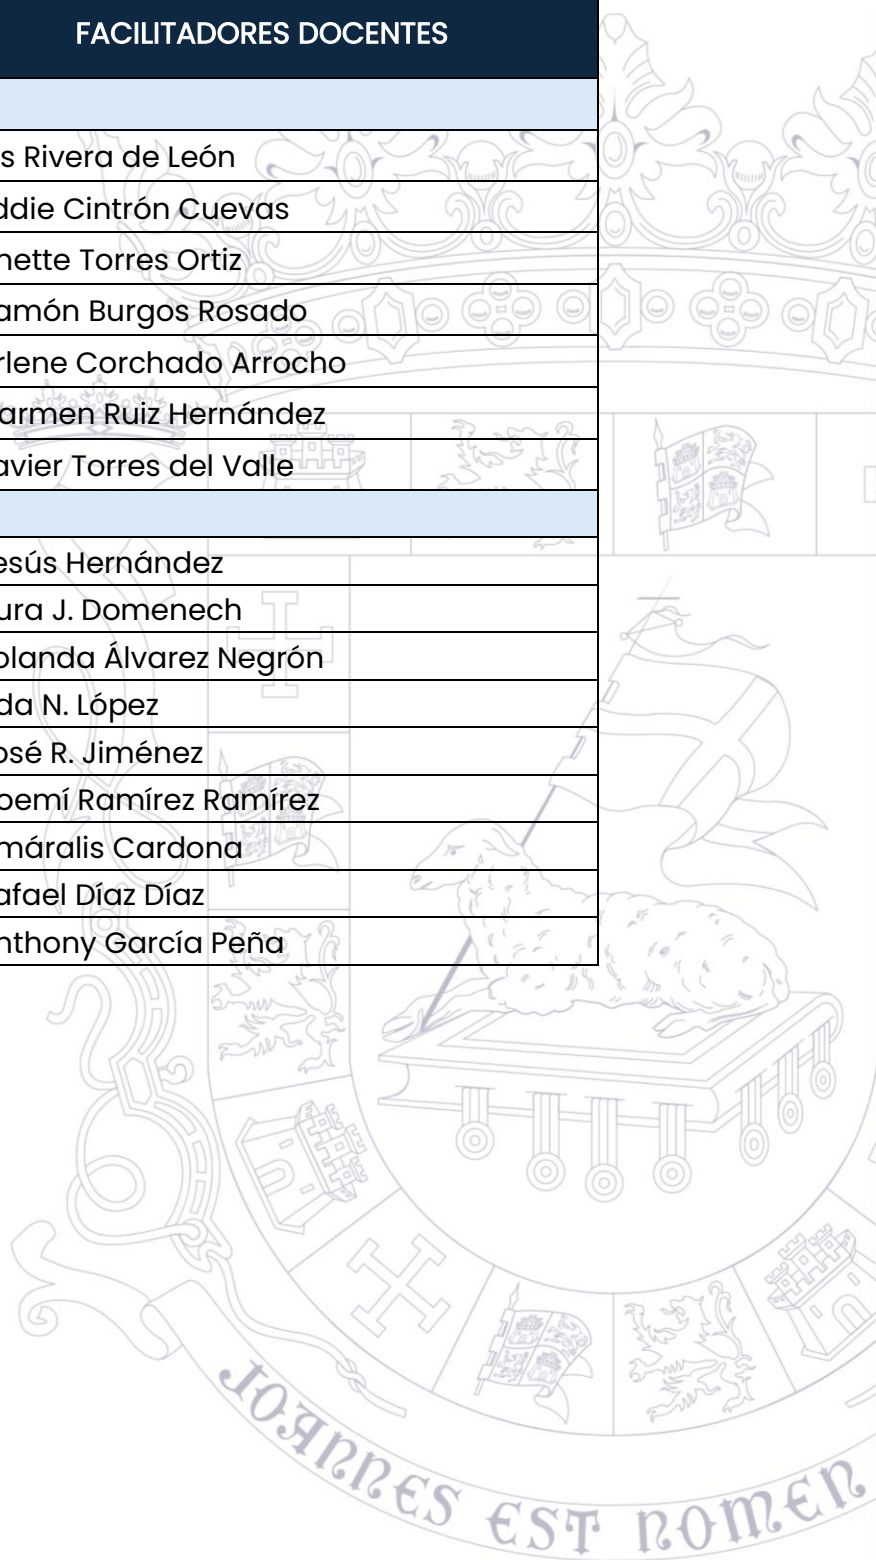 FACILITADORES DOCENTES
s Rivera de León
ddie Cintrón Cuevas
nette Torres Ortiz
amón Burgos Rosado
rlene Corchado Arrocho
armen Ruiz Hernández
avier Torres del Valle
esús Hernández
ura J. Domenech
olanda Álvarez Negrón
da N. López
osé R. Jiménez
oemí Ramírez Ramírez
máralis Cardona
afael Díaz Díaz
nthony García Peña
JOANNES EST NOMEN